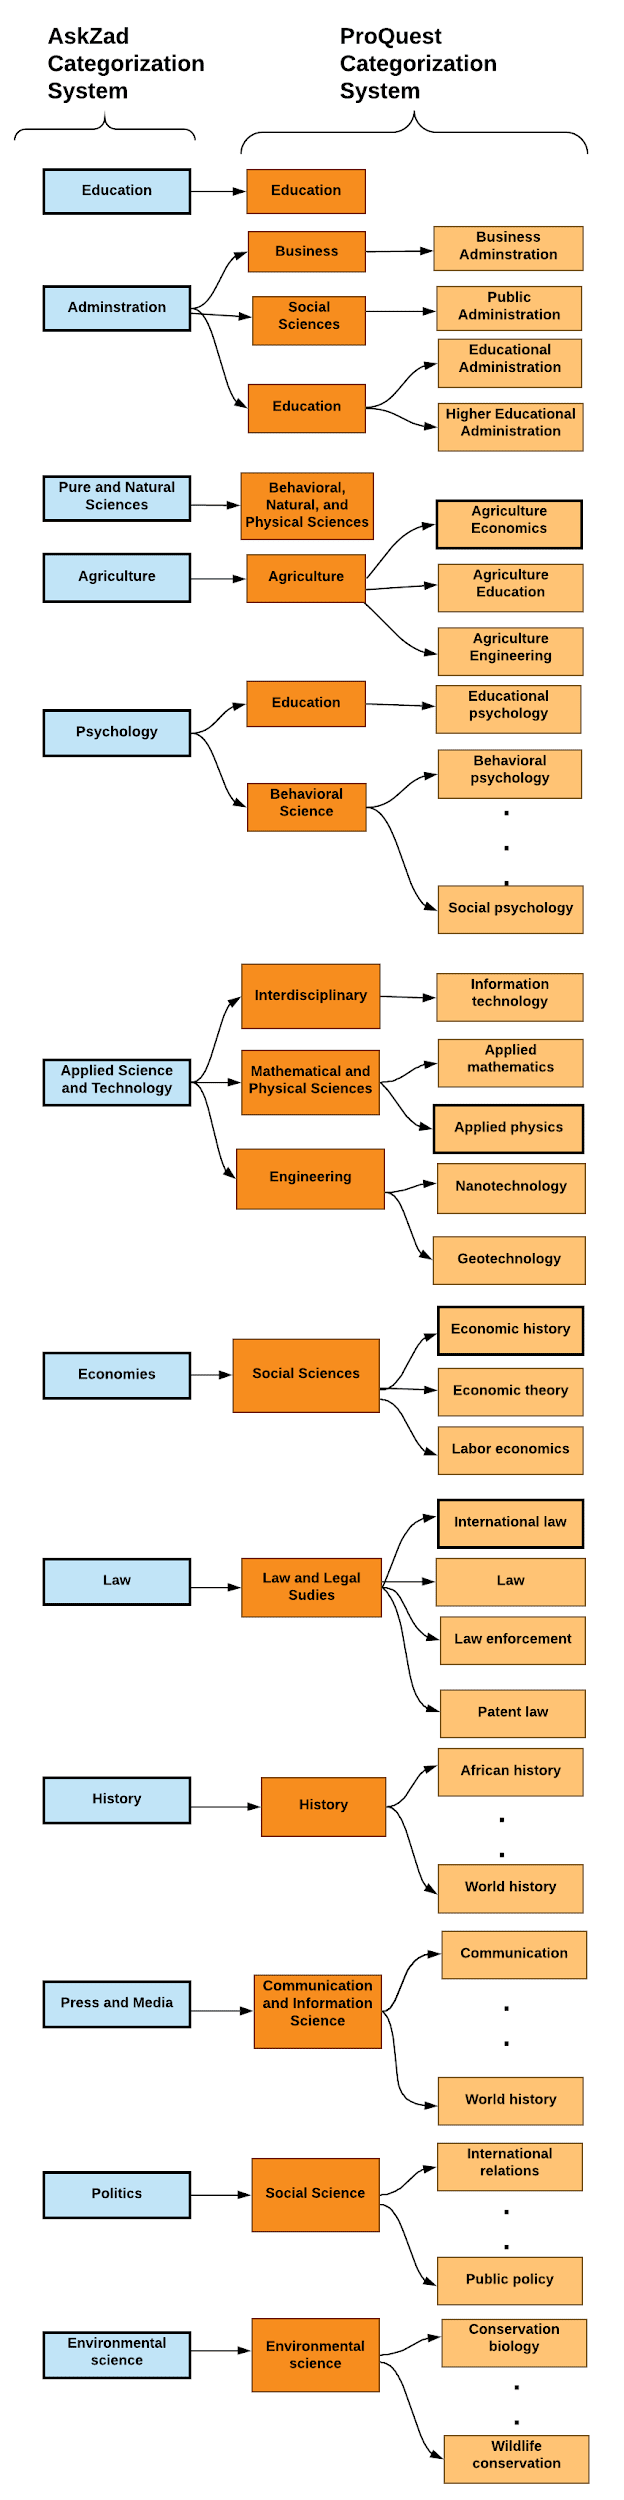 AskZad
Categorization
System
ProQuest
Categorization
System
Education
Education
Adminstration
Business
Business
Adminstration
Social
Sciences
Public
Administration
Education
Educational
Administration
Higher Educational
Administration
Pure and Natural
Sciences
Behavioral,
Natural, and
Physical Sciences
Agriculture
Agriculture
Agriculture
Economics
Agriculture
Education
Agriculture
Engineering
Psychology
Education
Educational
psychology
Behavioral
Science
Behavioral
psychology
Social psychology
Applied Science
and Technology
Interdisciplinary
Information
technology
Mathematical and
Physical Sciences
Applied
mathematics
Applied physics
Engineering
Nanotechnology
Geotechnology
Economies
Social Sciences
Economic history
Economic theory
Labor economics
Law
Law and Legal
Sudies
International law
Law
Law enforcement
Patent law
History
History
African history
World history
Press and Media
Communication
and Information
Science
Communication
World history
Politics
Social Science
International
relations
Public policy
Environmental
science
Environmental
science
Conservation
biology
Wildlife
conservation